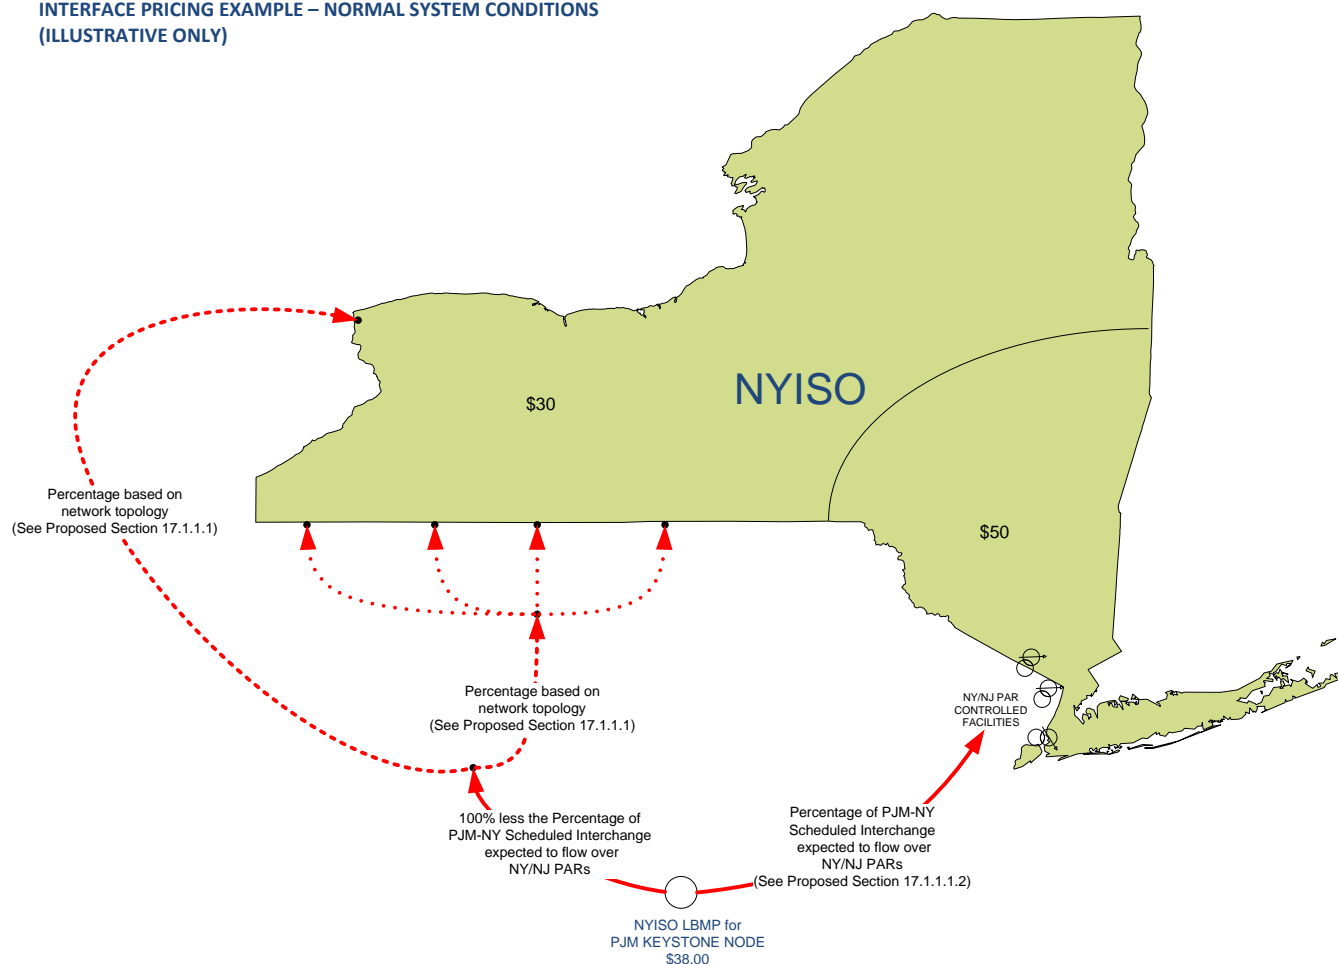 INTERFACE PRICING EXAMPLE – NORMAL SYSTEM CONDITIONS
(ILLUSTRATIVE ONLY)
NYISO
$30
Percentage based on
network topology
(See Proposed Section 17.1.1.1)
$50
Percentage based on
network topology
(See Proposed Section 17.1.1.1)
NY/NJ PAR
CONTROLLED
FACILITIES
100% less the Percentage of
PJM-NY Scheduled Interchange
expected to flow over
NY/NJ PARs
Percentage of PJM-NY
Scheduled Interchange
expected to flow over
NY/NJ PARs
(See Proposed Section 17.1.1.1.2)
NYISO LBMP for
PJM KEYSTONE NODE
$38.00